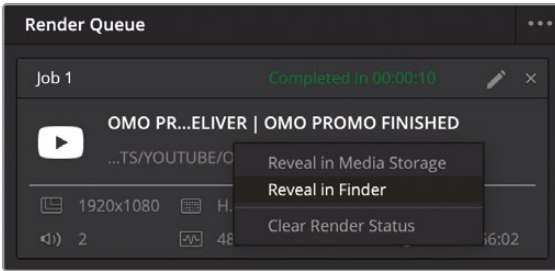 Render Queue
Job 1 Completed in 00:00:10
OMO PR...ELIVER | OMO PROMO FINISHED
...TS/YOUTUBE/O
Reveal in Media Storage
Reveal in Finder
1920x1080 H.
Clear Render Status
2 48 56:02